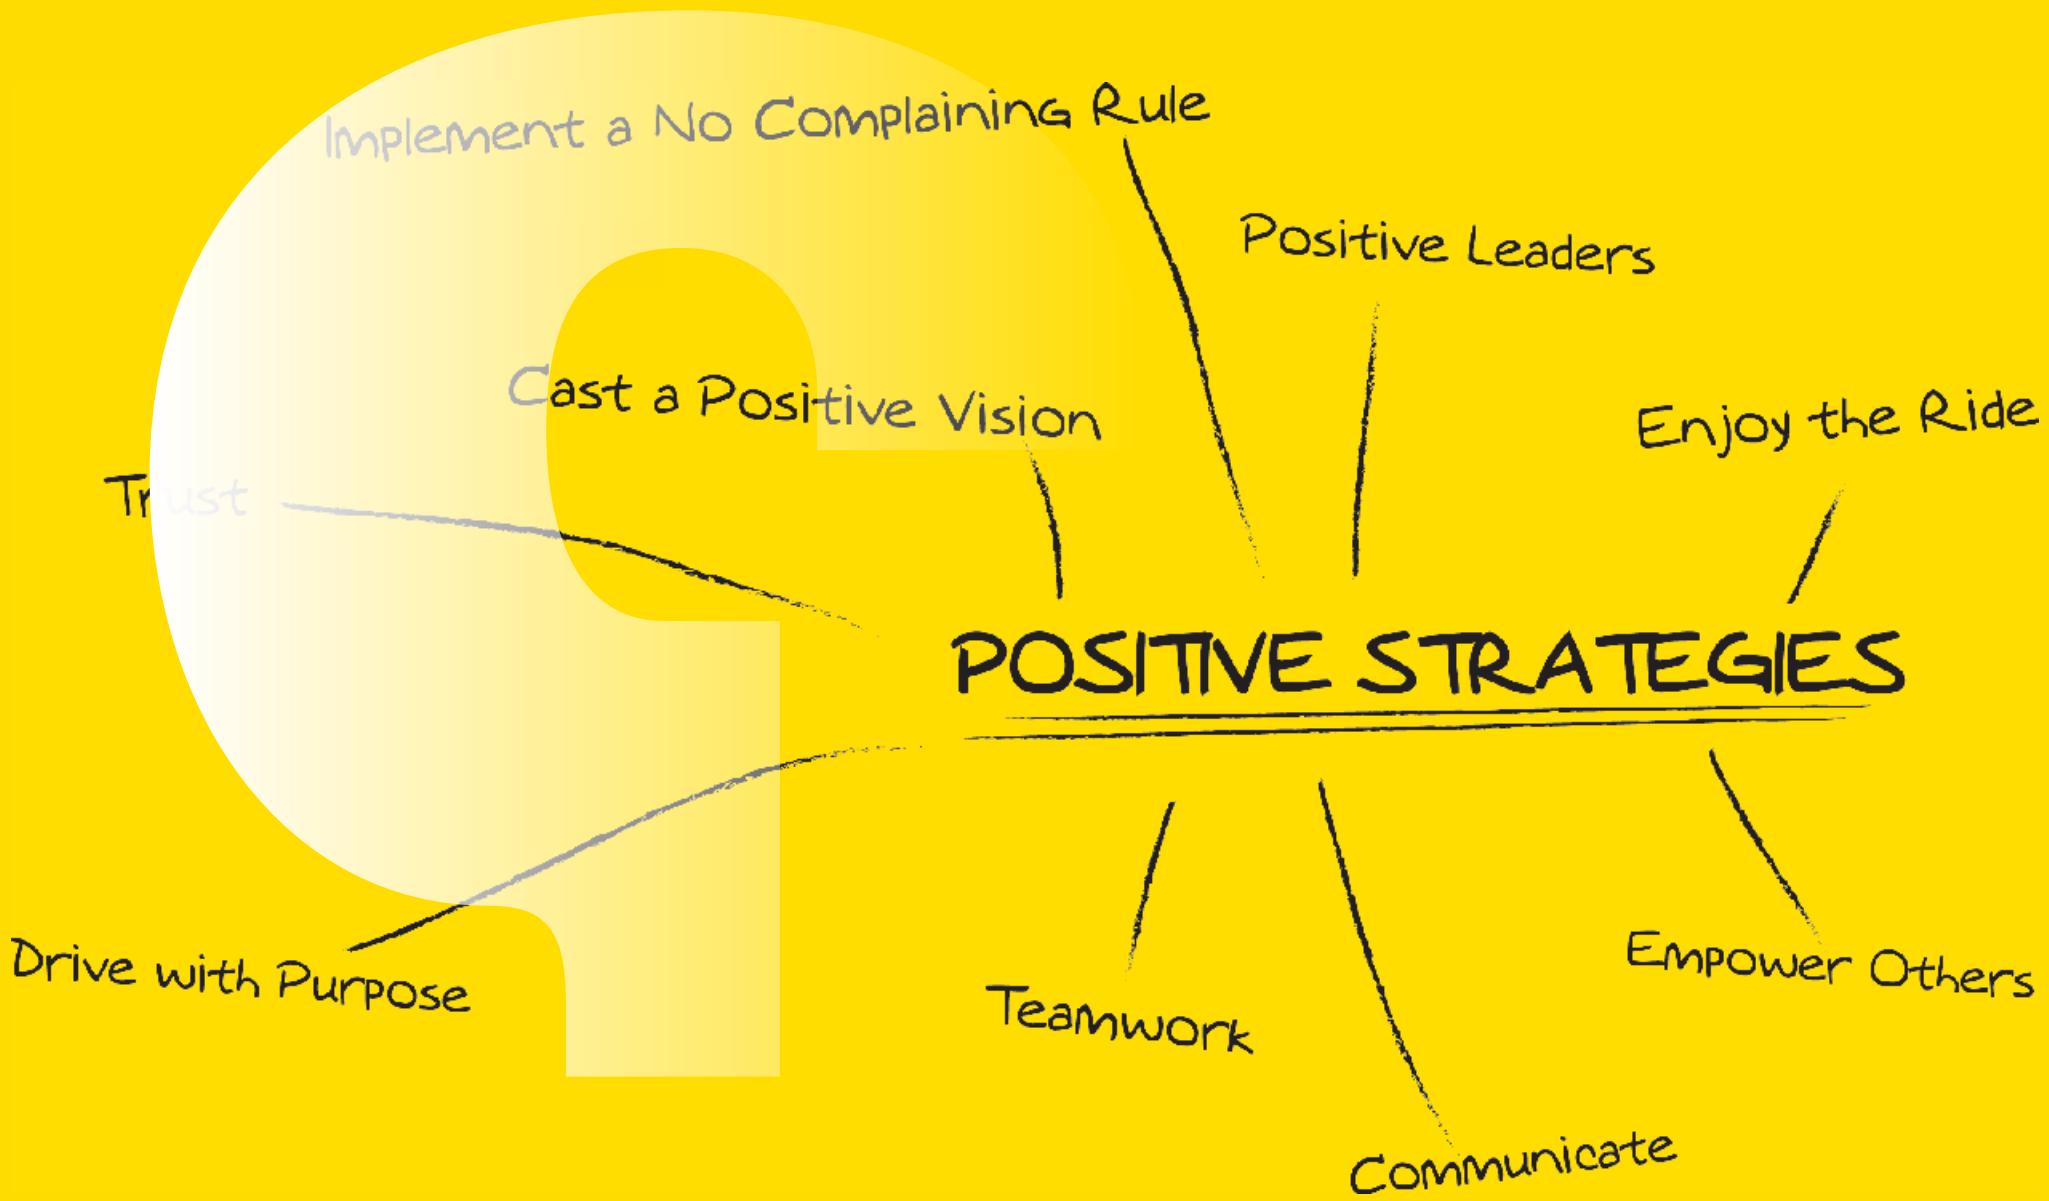 Implement a No Complaining Rule
Positive Leaders
Cast a Positive Vision
Enjoy the Ride
Trust
POSITIVE STRATEGIES
Drive with Purpose
Teamwork
Empower Others
Communicate